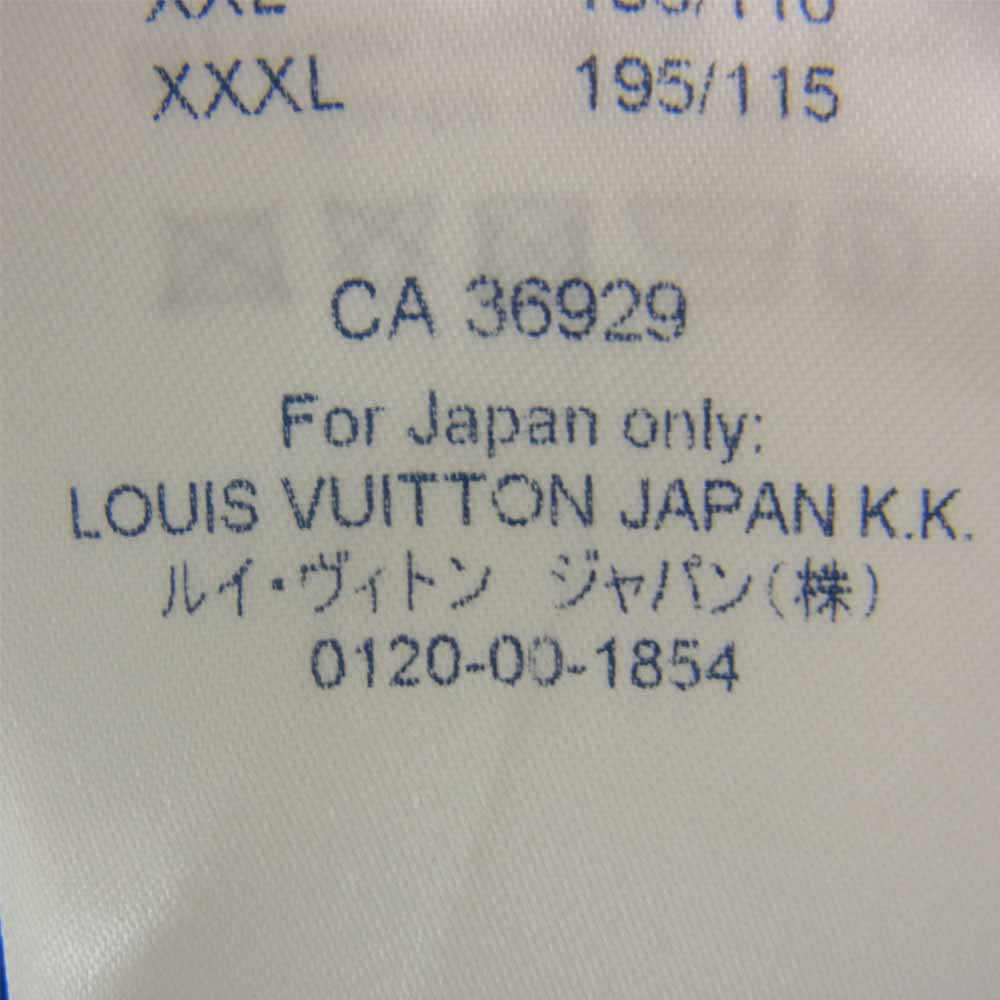 XXL
XXXL 195/115
CA 36929
For Japan only:
LOUIS VUITTON JAPAN K.K.
ルイ・ヴィトン ジャパン(株)
0120-00-1854